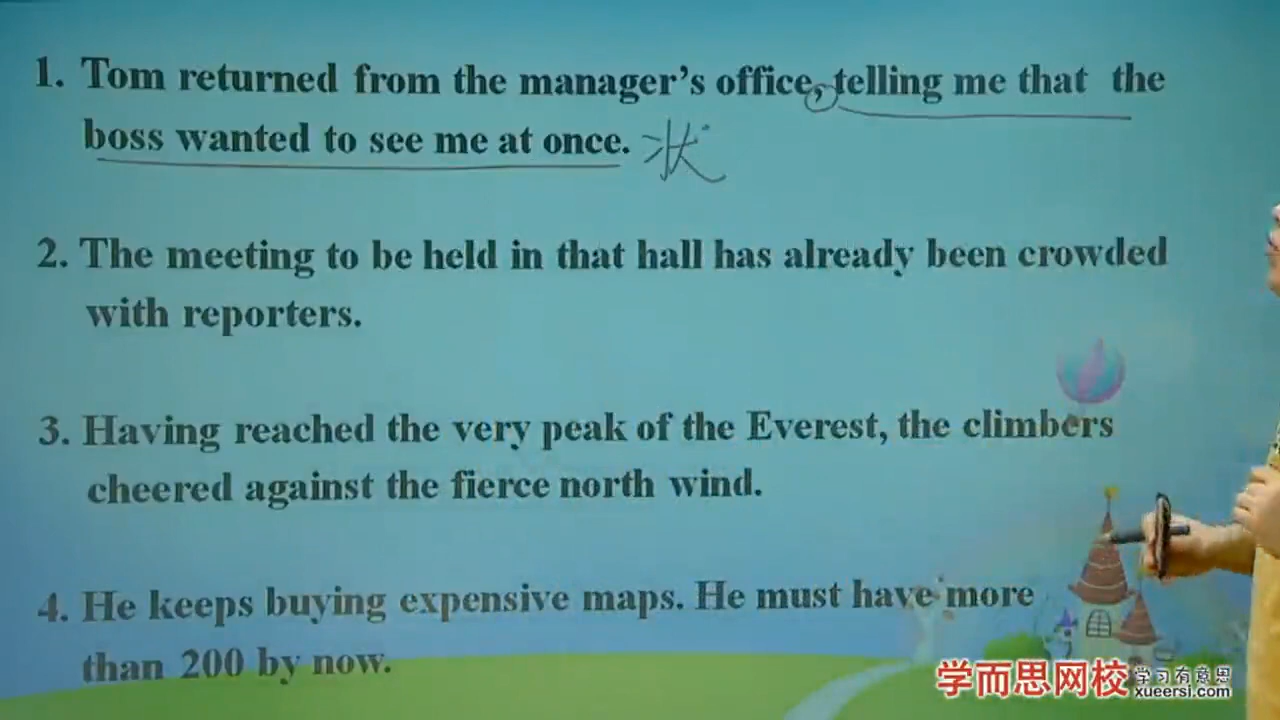 1. Tom returned from the manager's office, telling me that the
boss wanted to see me at once. 状
2. The meeting to be held in that hall has already been crowded
with reporters.
3. Having reached the very peak of the Everest, the climbers
cheered against the fierce north wind.
4. He keeps buying expensive maps. He must have more
than 200 by now.
学而思网校 学习有意思
xueersi.com